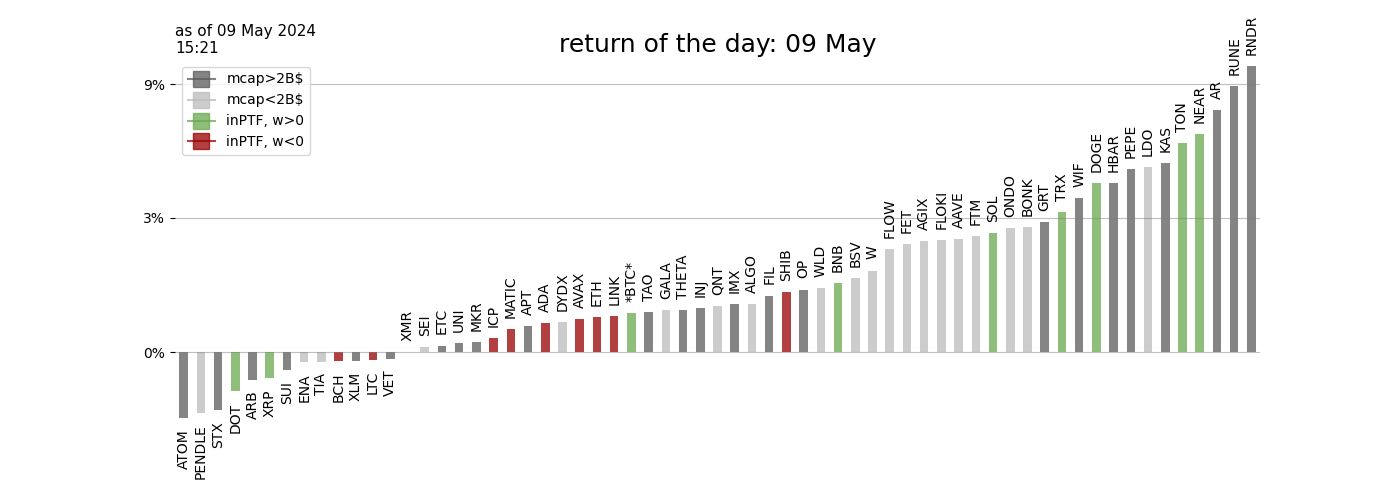 as of 09 May 2024
15:21
return of the day: 09 May
mcap>2B$
mcap<2B$
inPTF, w>0
inPTF, w<0
9%
3%
0%
ATOM
PENDLE
STX
DOT
ARB
XRP
SUI
ENA
TIA
BCH
XLM
LTC
VET
XMR
SEI
ETC
UNI
MKR
ICP
MATIC
APT
ADA
DYDX
AVAX
ETH
LINK
*BTC*
TAO
GALA
THETA
INJ
QNT
IMX
ALGO
FIL
SHIB
OP
WLD
BNB
BSV
W
FLOW
FET
AGIX
FLOKI
AAVE
FTM
SOL
ONDO
BONK
GRT
TRX
WIF
DOGE
HBAR
PEPE
LDO
KAS
TON
NEAR
AR
RUNE
RNDR